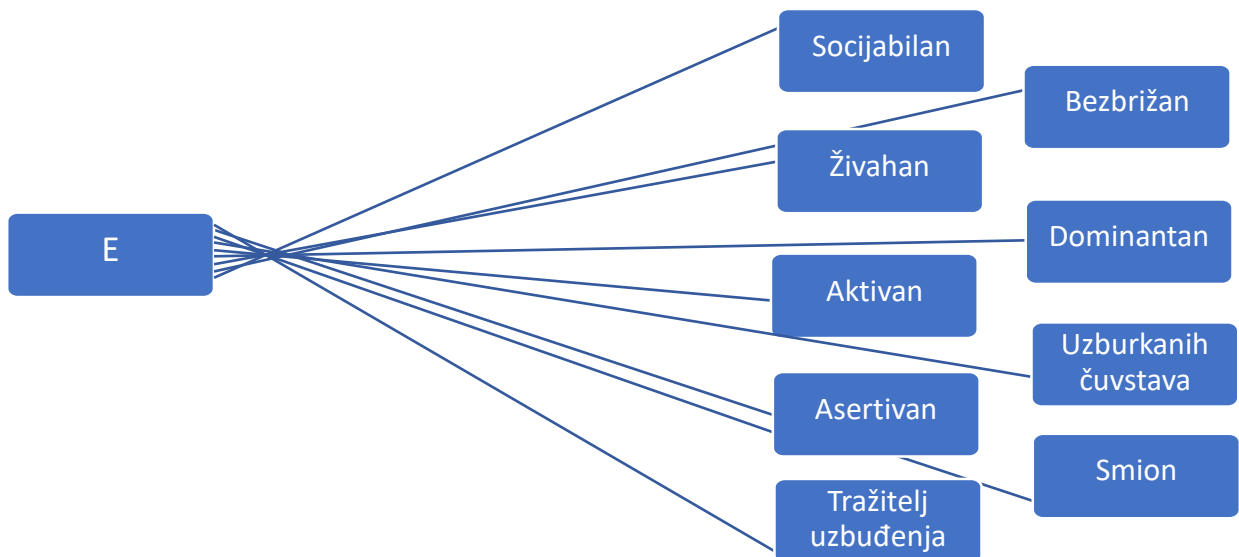 Socijabilan
Bezbrižan
Živahan
E
Dominantan
Aktivan
Uzburkanih
čuvstava
Asertivan
Smion
Tražitelj
uzbuđenja